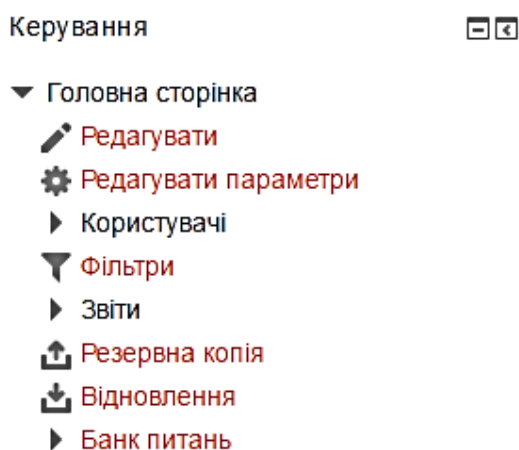 Керування
Головна сторінка
Редагувати
Редагувати параметри
Користувачі
Фільтри
Звіти
Резервна копія
Відновлення
Банк питань